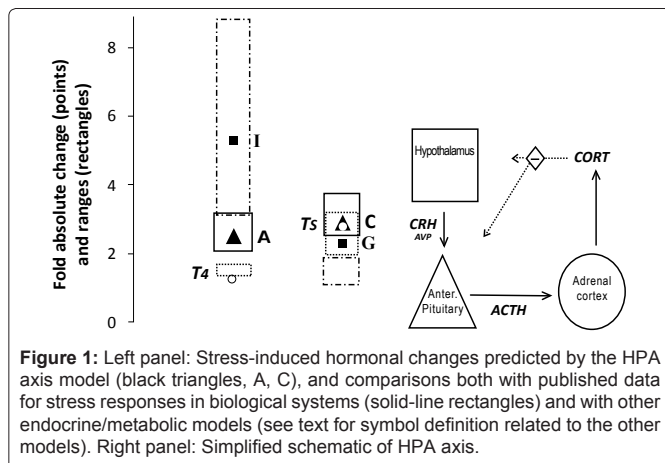 Fold absolute change (points)
and ranges (rectangles)
8
6
4
2
0
I
A
T4
Ts
C
G
Hypothalamus
CORT
CRH
AVP
Anter.
Pituitary
ACTH
Adrenal
cortex
Figure 1: Left panel: Stress-induced hormonal changes predicted by the HPA
axis model (black triangles, A, C), and comparisons both with published data
for stress responses in biological systems (solid-line rectangles) and with other
endocrine/metabolic models (see text for symbol definition related to the other
models). Right panel: Simplified schematic of HPA axis.